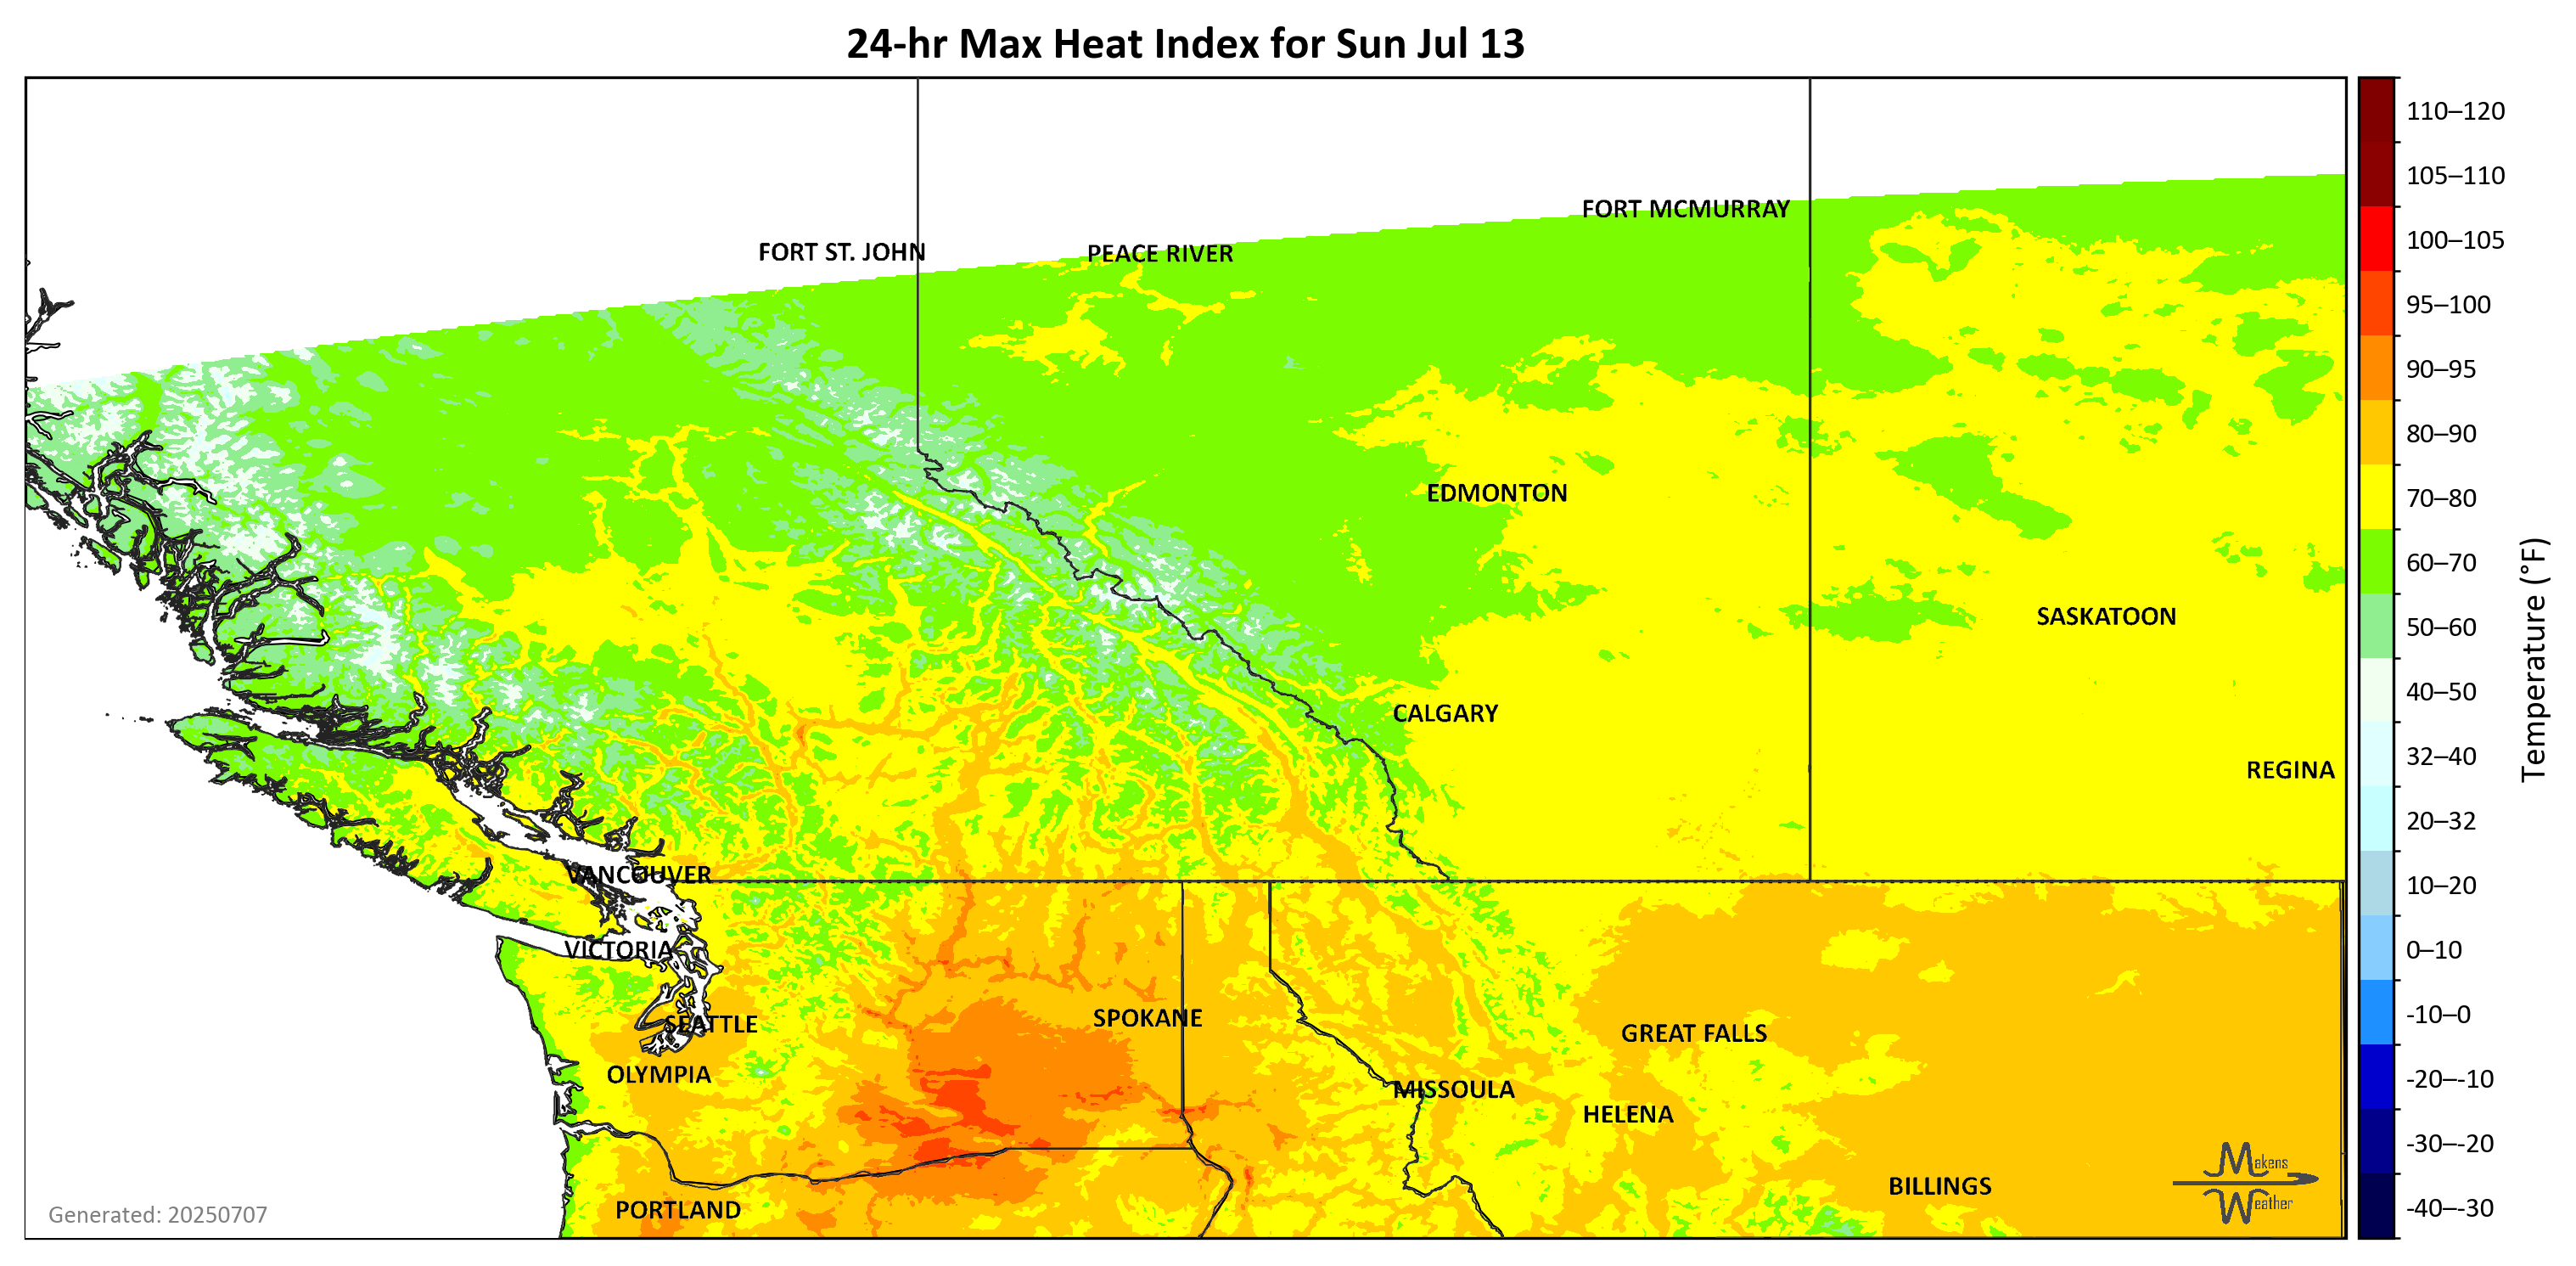 24-hr Max Heat Index for Sun Jul 13
FORT MCMURRAY
FORT ST. JOHN
PEACE RIVER
EDMONTON
SASKATOON
CALGARY
REGINA
VANCOUVER
VICTORIA
SEATTLE
SPOKANE
GREAT FALLS
OLYMPIA
MISSOULA
HELENA
BILLINGS
PORTLAND
Generated: 20250707
Makens
Weather
110–120
105–110
100–105
95–100
90–95
80–90
70–80
60–70
50–60
40–50
32–40
20–32
10–20
0–10
-10–0
-20–-10
-30–-20
-40–-30
Temperature (°F)